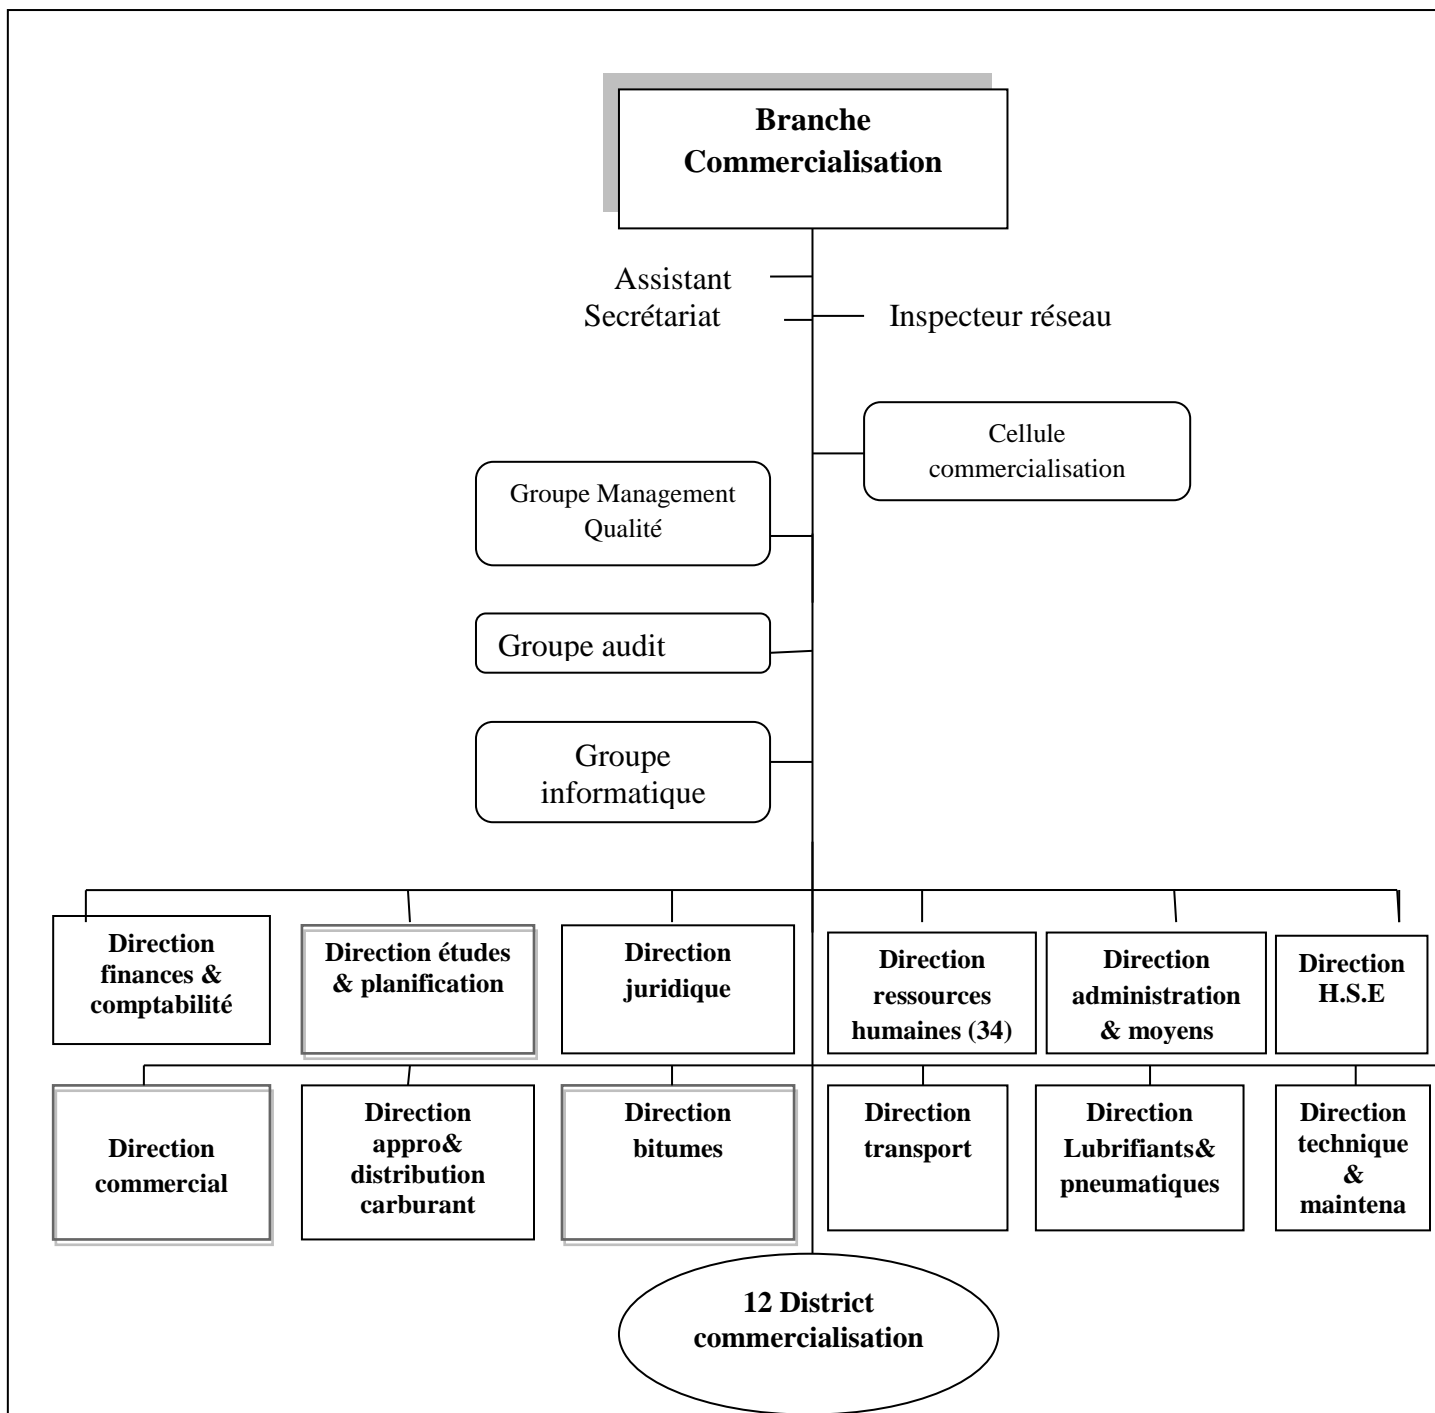 Branche
Commercialisation
Assistant
Secrétariat
Inspecteur réseau
Cellule
commercialisation
Groupe Management
Qualité
Groupe audit
Groupe
informatique
Direction
finances &
comptabilité
Direction études
& planification
Direction
juridique
Direction
ressources
humaines (34)
Direction
administration
& moyens
Direction
H.S.E
Direction
commercial
Direction
appro&
distribution
carburant
Direction
bitumes
Direction
transport
Direction
Lubrifiants&
pneumatiques
Direction
technique
&
maintena
12 District
commercialisation